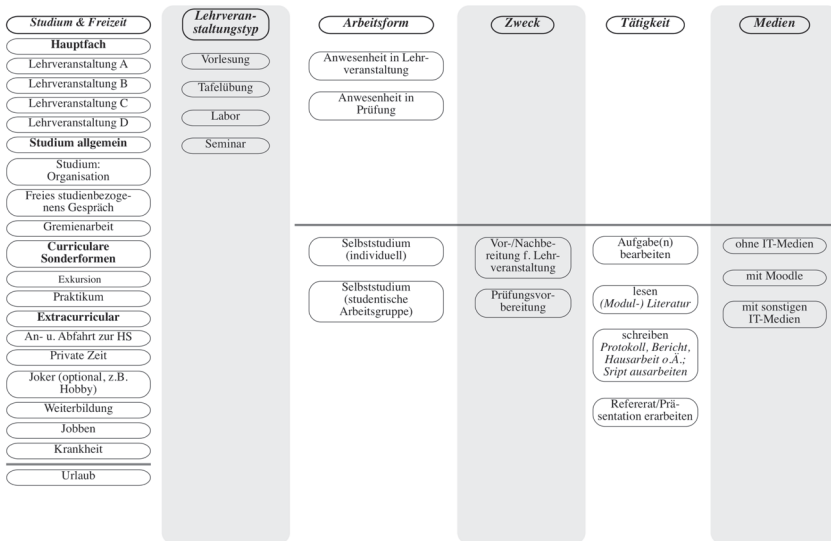 Studium & Freizeit
Hauptfach
Lehrveranstaltung A
Lehrveranstaltung B
Lehrveranstaltung C
Lehrveranstaltung D
Studium allgemein
Studium:
Organisation
Freies studienbezoge-
nens Gespräch
Gremienarbeit
Curriculare
Sonderformen
Exkursion
Praktikum
Extracurricular
An- u. Abfahrt zur HS
Private Zeit
Joker (optional, z.B.
Hobby)
Weiterbildung
Jobben
Krankheit
Urlaub
Lehrveran-
staltungstyp
Vorlesung
Tafelübung
Labor
Seminar
Arbeitsform
Anwesenheit in Lehr-
veranstaltung
Anwesenheit in
Prüfung
Selbststudium
(individuell)
Selbststudium
(studentische
Arbeitsgruppe)
Zweck
Vor-/Nachbe-
reitung f. Lehr-
veranstaltung
Prüfungsvor-
bereitung
Tätigkeit
Aufgabe(n)
bearbeiten
lesen
(Modul-) Literatur
schreiben
Protokoll, Bericht,
Hausarbeit o.Ä.;
Sript ausarbeiten
Refererat/Prä-
sentation erarbeiten
Medien
ohne IT-Medien
mit Moodle
mit sonstigen
IT-Medien